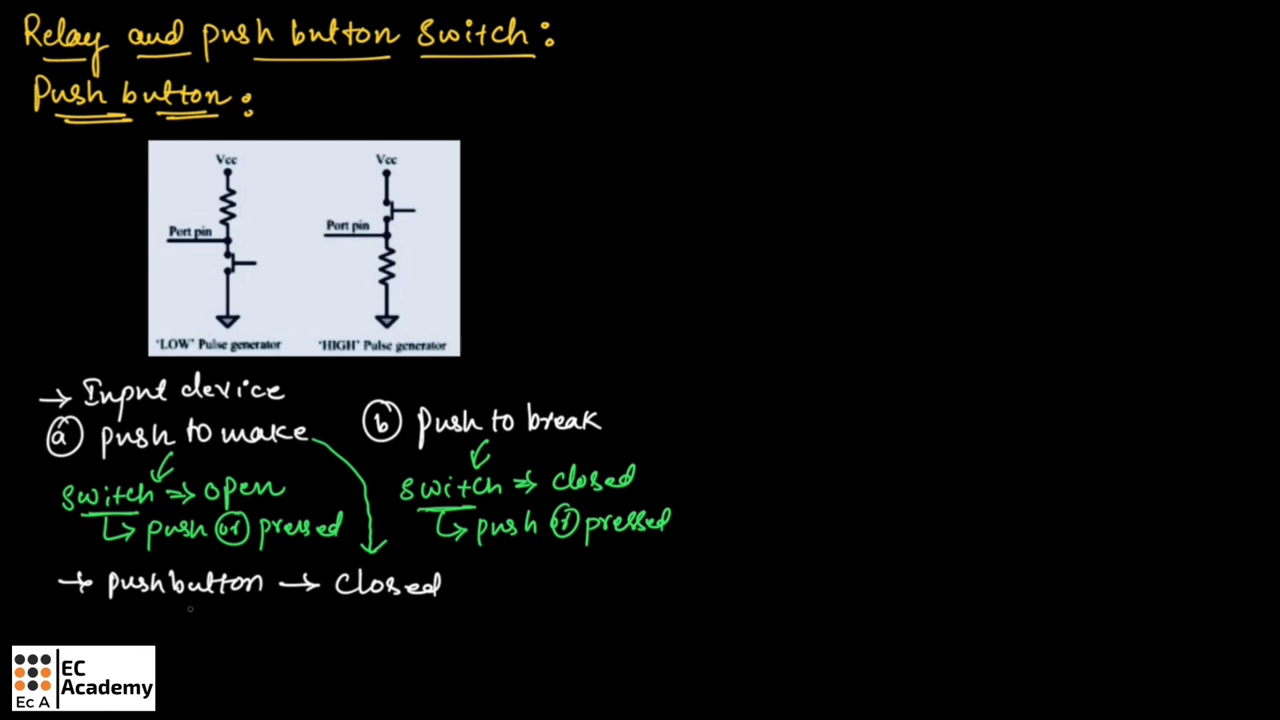 Relay and push button switch:
Push button:
Vcc
Vcc
Port pin
Port pin
"LOW" Pulse generator
"HIGH" Pulse generator
→ Input device
ⓐ push to make
ⓑ push to break
switch ⇒ open
↳ push or pressed
switch ⇒ closed
↳ push or pressed
→ pushbutton → closed
EC
Academy
Ec A